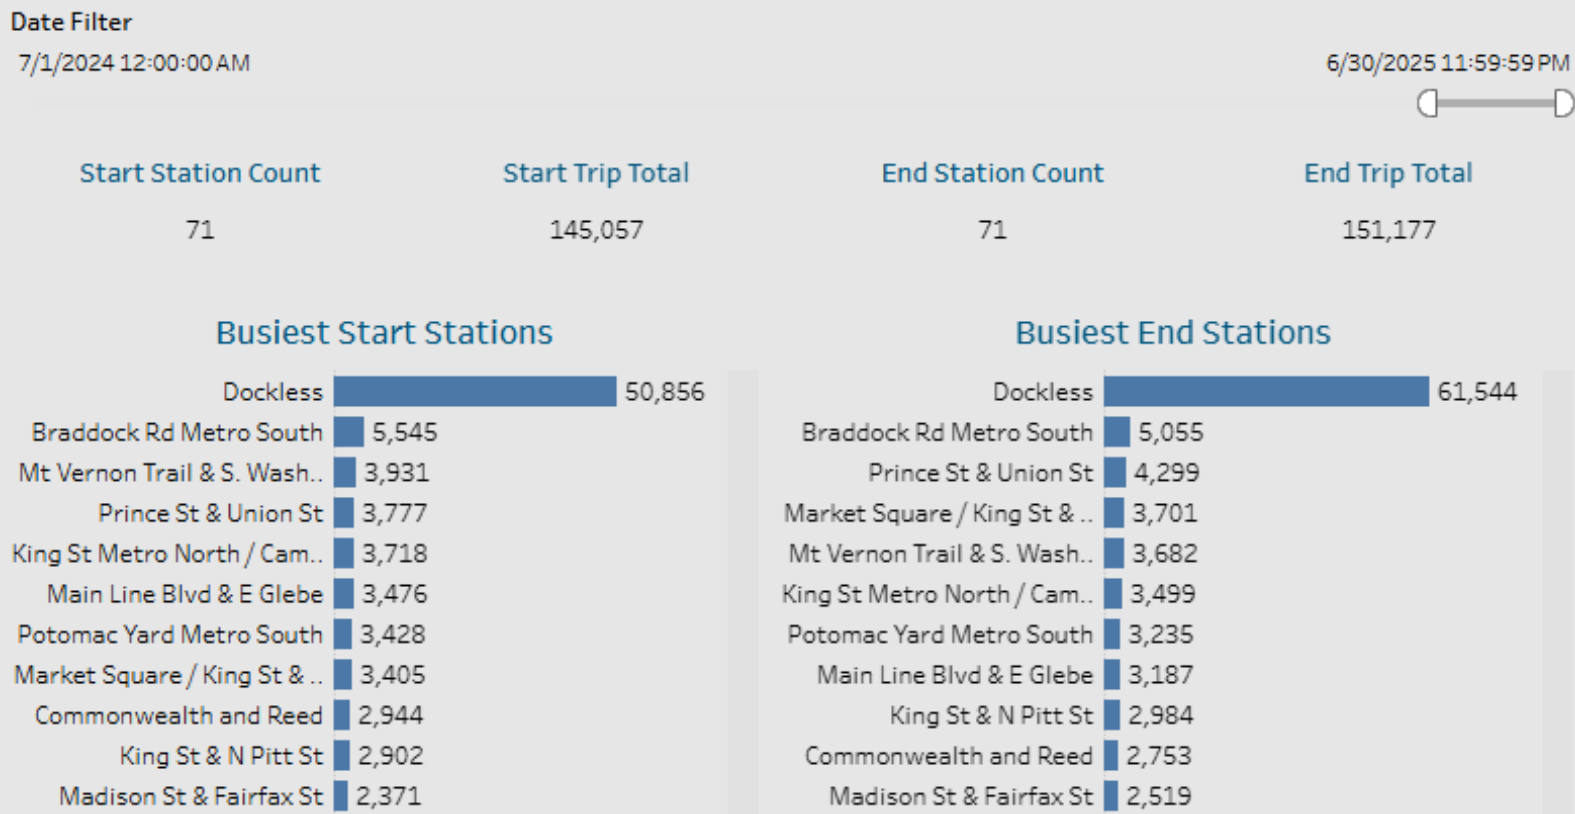 Date Filter
7/1/2024 12:00:00 AM
6/30/2025 11:59:59 PM
Start Station Count
Start Trip Total
End Station Count
End Trip Total
71
145,057
71
151,177
Busiest Start Stations
Dockless 50,856
Braddock Rd Metro South 5,545
Mt Vernon Trail & S. Wash.. 3,931
Prince St & Union St 3,777
King St Metro North / Cam.. 3,718
Main Line Blvd & E Glebe 3,476
Potomac Yard Metro South 3,428
Market Square / King St & .. 3,405
Commonwealth and Reed 2,944
King St & N Pitt St 2,902
Madison St & Fairfax St 2,371
Busiest End Stations
Dockless 61,544
Braddock Rd Metro South 5,055
Prince St & Union St 4,299
Market Square / King St & .. 3,701
Mt Vernon Trail & S. Wash.. 3,682
King St Metro North / Cam.. 3,499
Potomac Yard Metro South 3,235
Main Line Blvd & E Glebe 3,187
King St & N Pitt St 2,984
Commonwealth and Reed 2,753
Madison St & Fairfax St 2,519